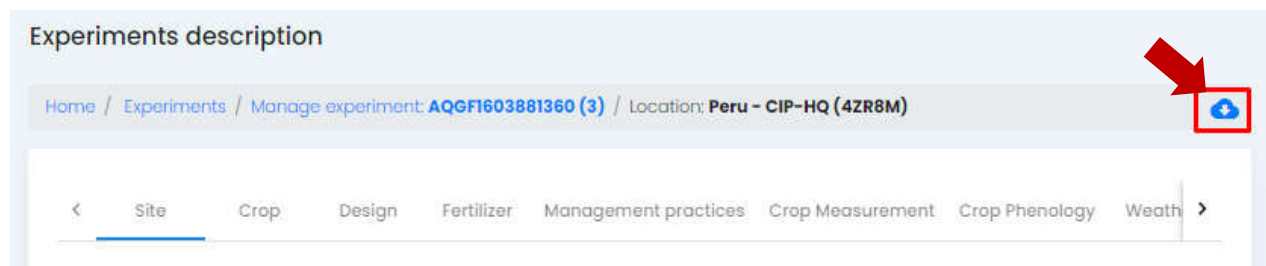 Experiments description
Home / Experiments / Manage experiment: AQGF1603881360 (3) / Location: Peru - CIP-HQ (4ZR8M)
< Site Crop Design Fertilizer Management practices Crop Measurement Crop Phenology Weath >